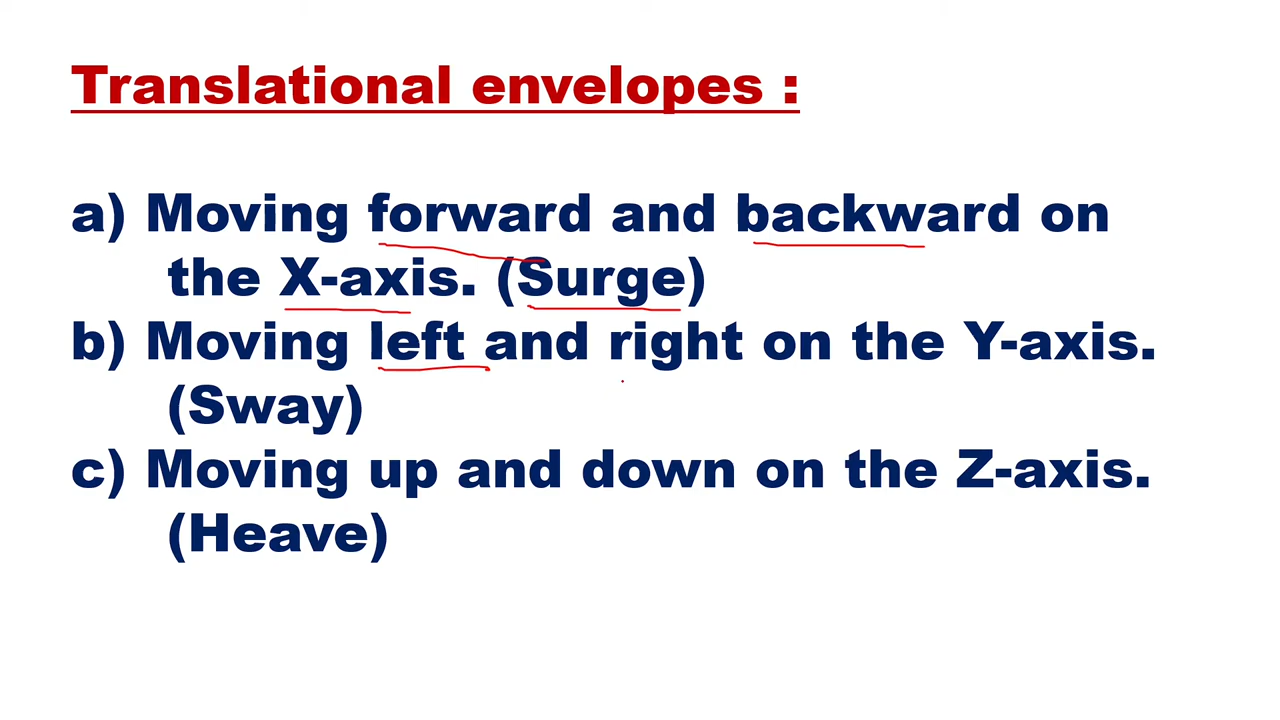 Translational envelopes :
a) Moving forward and backward on
the X-axis. (Surge)
b) Moving left and right on the Y-axis.
(Sway)
c) Moving up and down on the Z-axis.
(Heave)